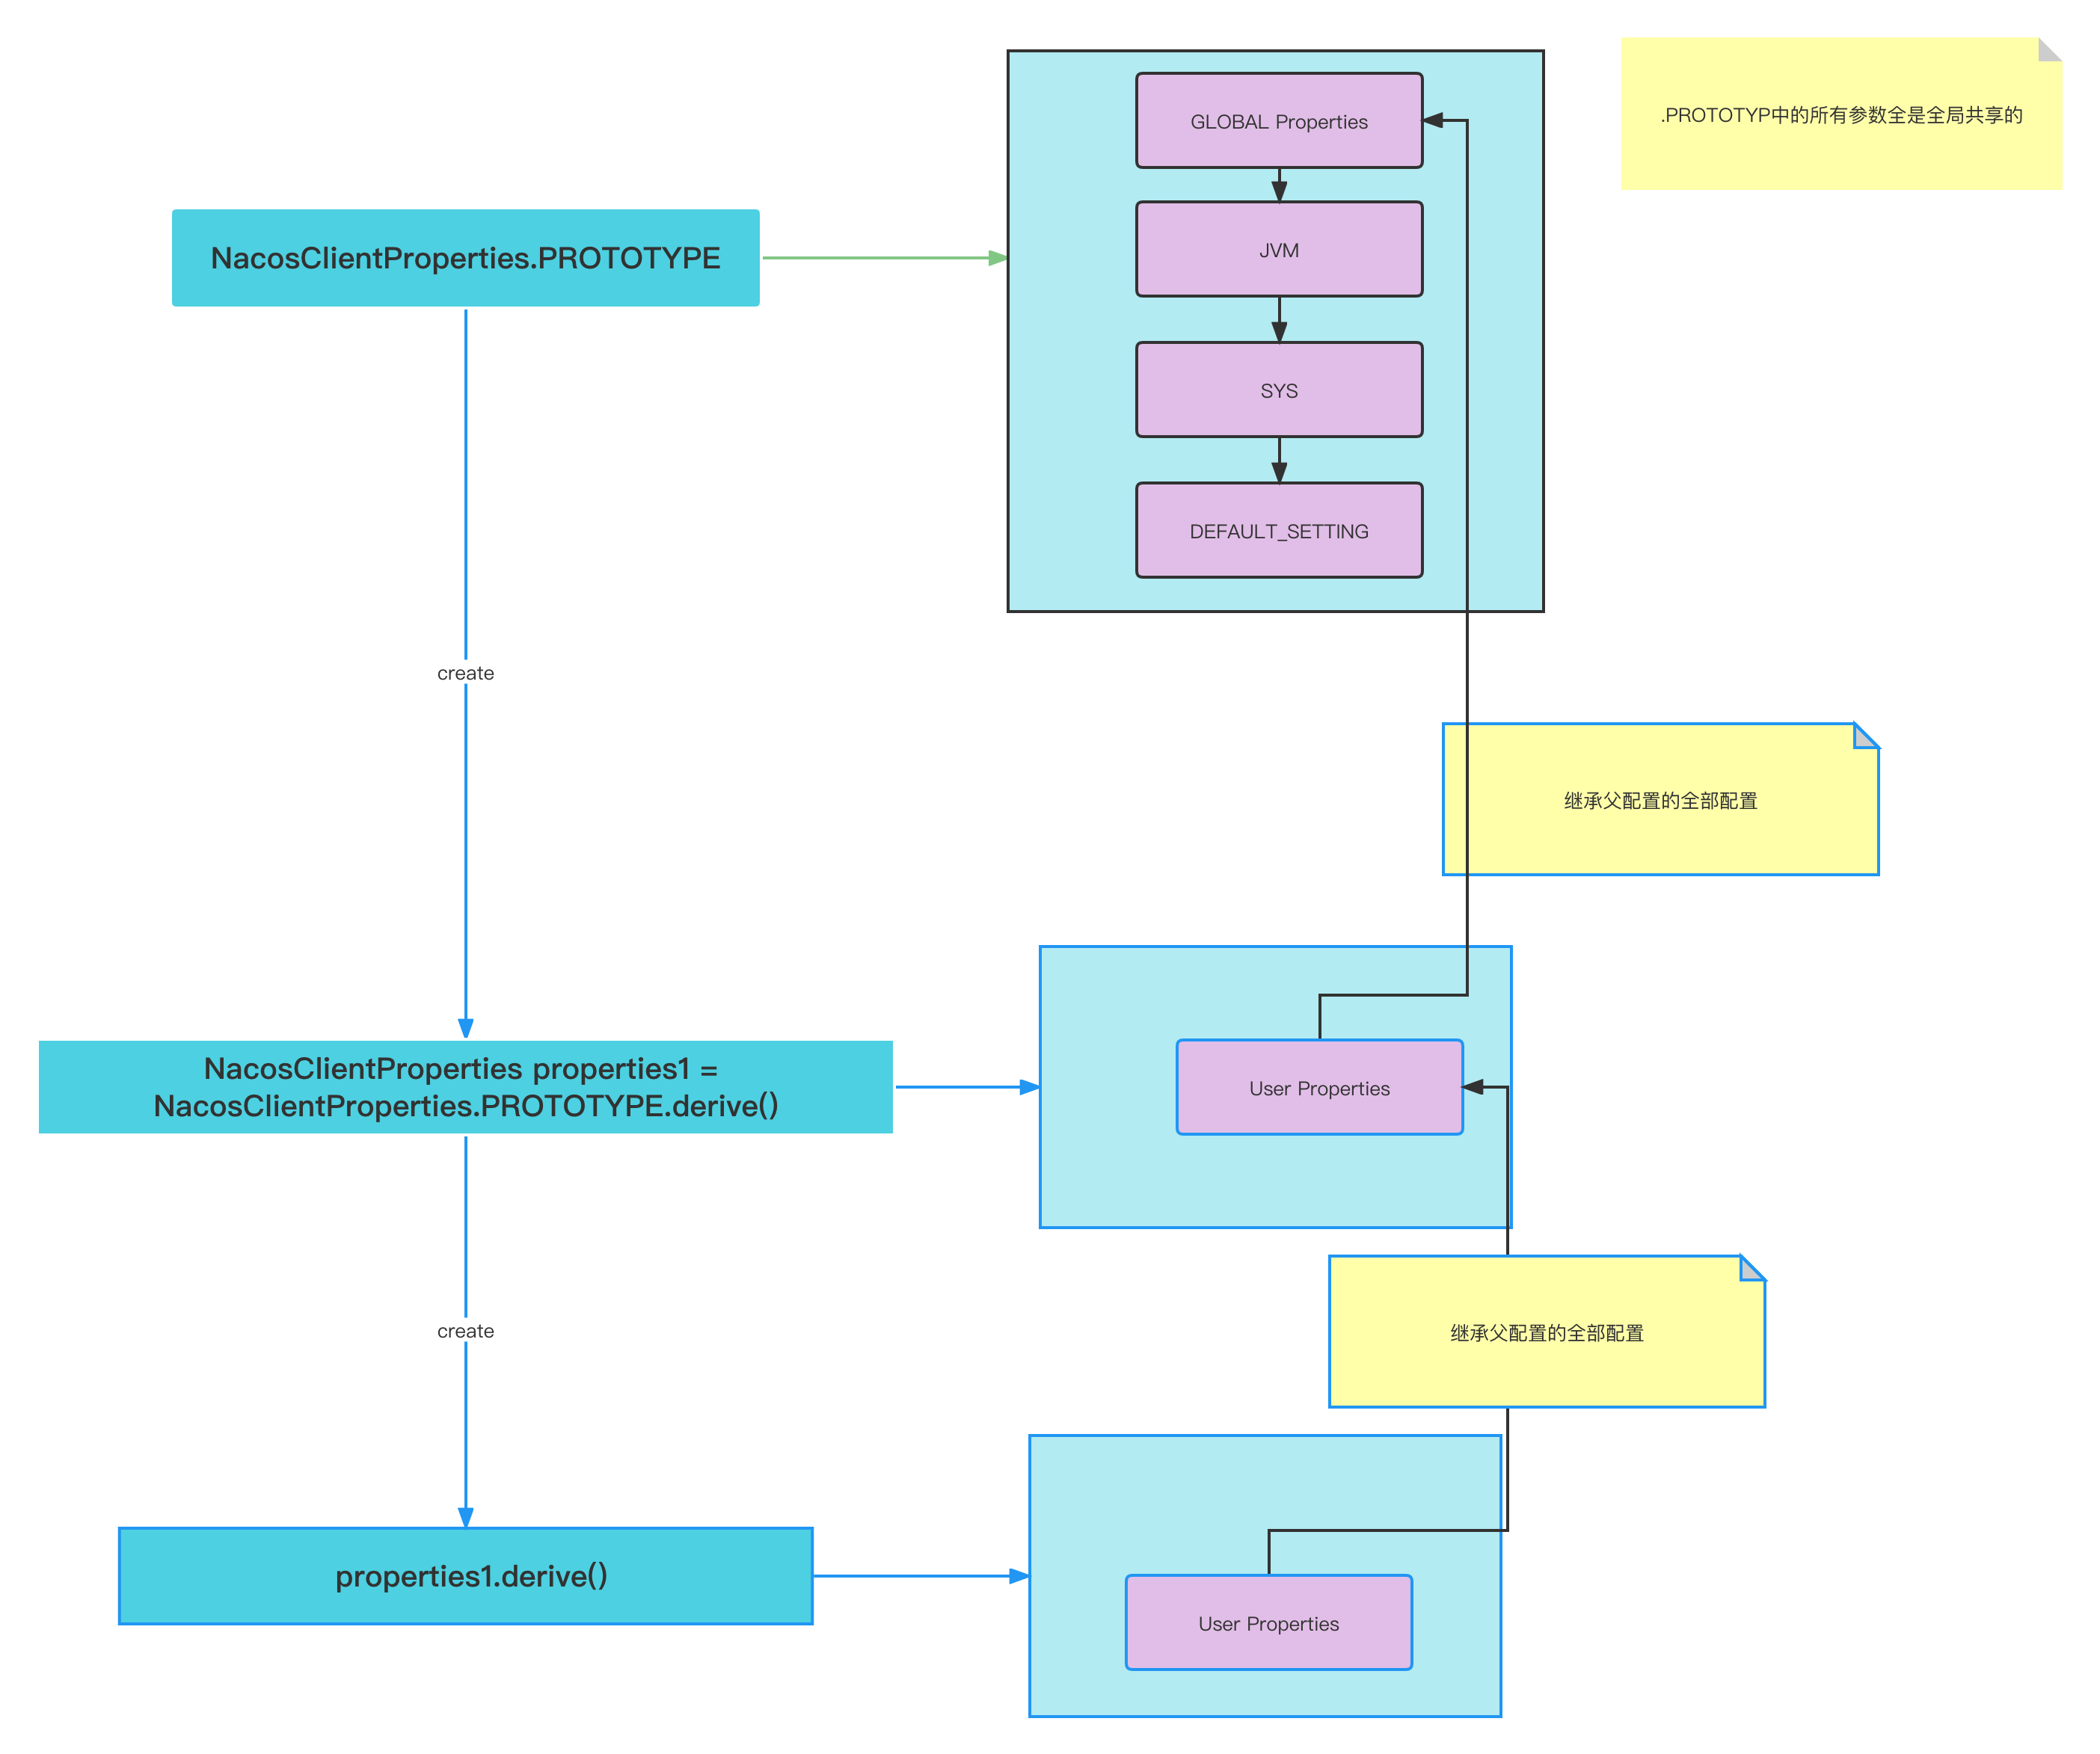 GLOBAL Properties
.PROTOTYP中的所有参数全是全局共享的
NacosClientProperties.PROTOTYPE
JVM
SYS
DEFAULT_SETTING
create
继承父配置的全部配置
NacosClientProperties properties1 =
NacosClientProperties.PROTOTYPE.derive()
User Properties
create
继承父配置的全部配置
properties1.derive()
User Properties